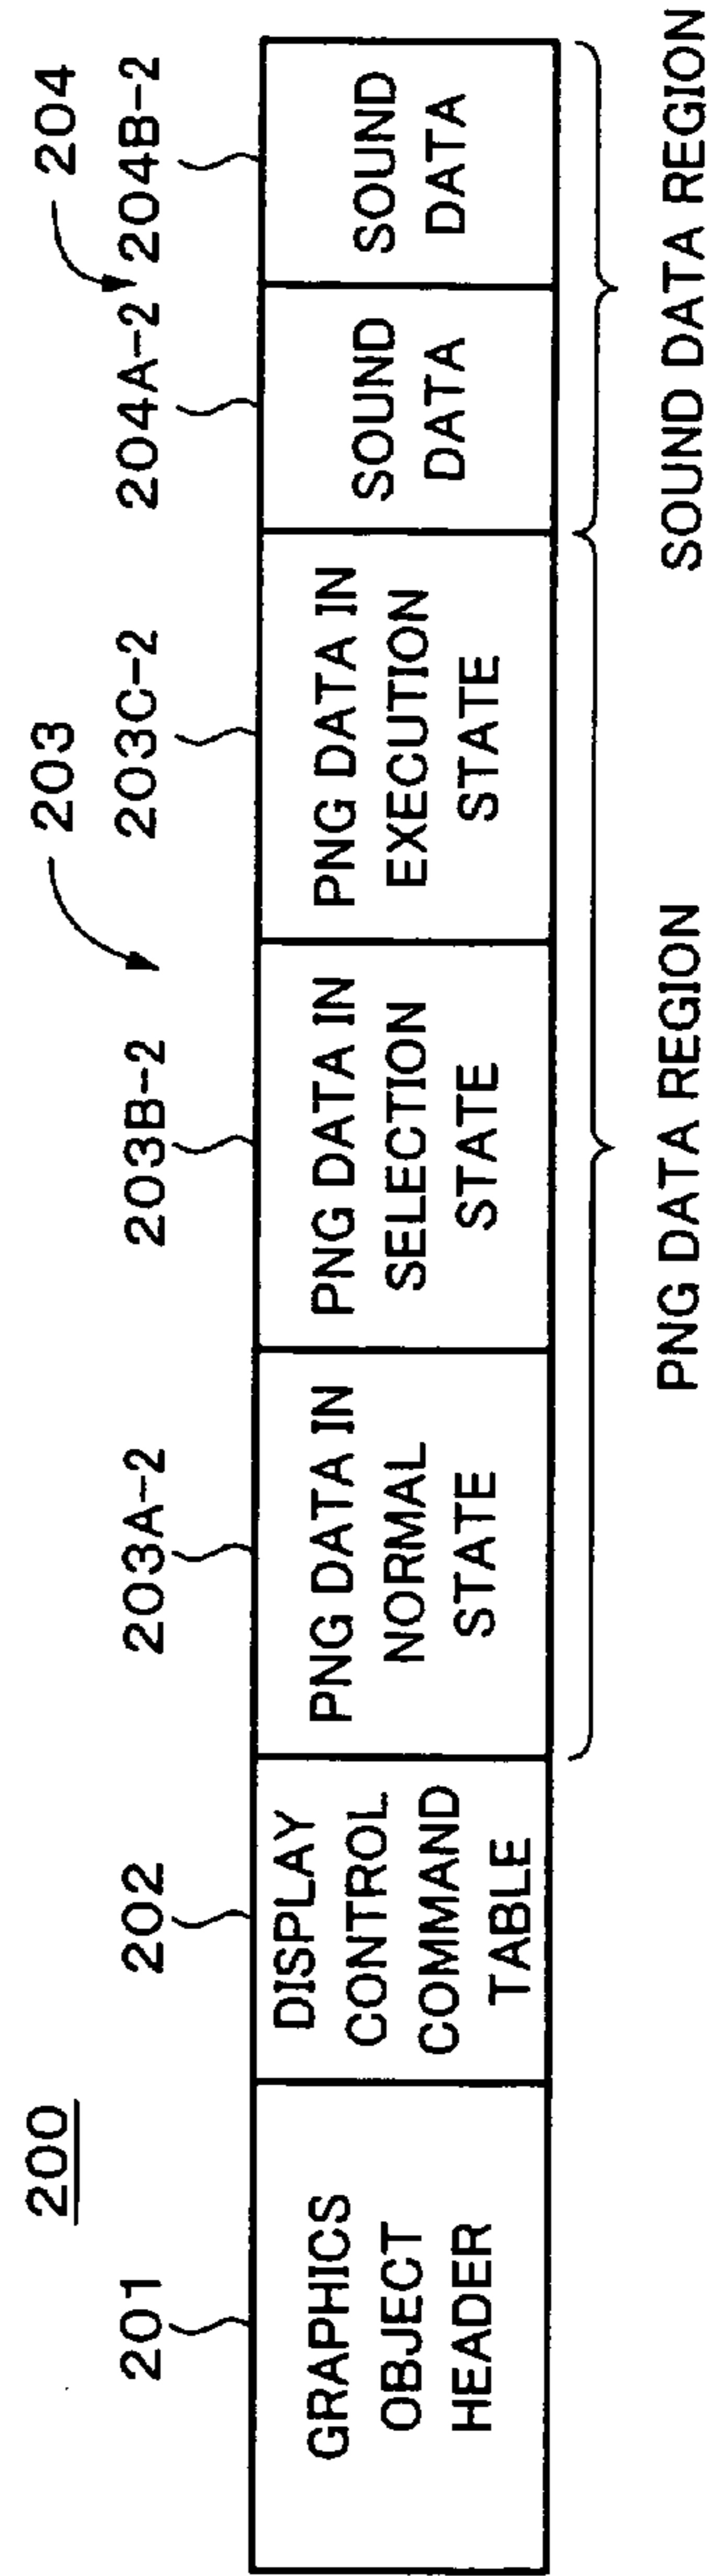 200
201
202
203A-2
203B-2
203
203C-2
204A-2
204
204B-2
GRAPHICS
OBJECT
HEADER
DISPLAY
CONTROL
COMMAND
TABLE
PNG DATA IN
NORMAL
STATE
PNG DATA IN
SELECTION
STATE
PNG DATA IN
EXECUTION
STATE
SOUND
DATA
SOUND
DATA
PNG DATA REGION
SOUND DATA REGION